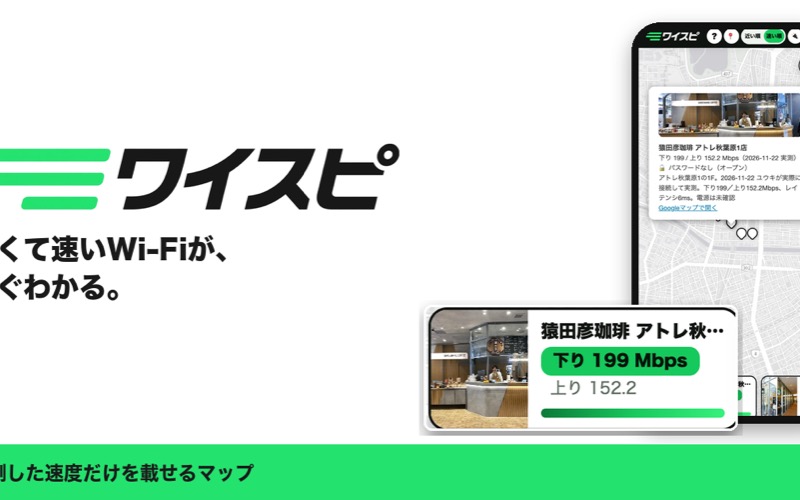 ワイスピ
くて速いWi-Fiが、
ぐわかる。
測した速度だけを載せるマップ
猿田彦珈琲 アトレ秋…
下り 199 Mbps
上り 152.2
ワイスピ
?
近い順
速い順
猿田彦珈琲 アトレ秋葉原1店
下り 199 / 上り 152.2 Mbps(2026-11-22 実測)
パスワードなし(オープン)
アトレ秋葉原1の1F。2026-11-22 ユウキが実際に
接続して実測。下り199/上り152.2Mbps、レイ
テンシ6ms。電源は未確認
Googleマップで開く